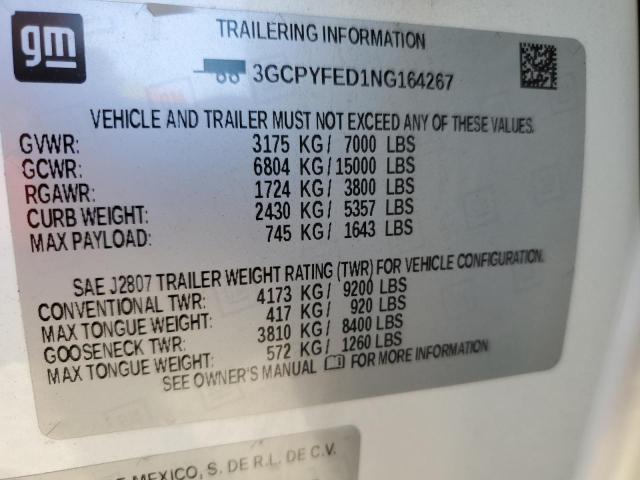 gm
TRAILERING INFORMATION
3GCPYFED1NG164267
VEHICLE AND TRAILER MUST NOT EXCEED ANY OF THESE VALUES.
GVWR: 3175 KG/ 7000 LBS
GCWR: 6804 KG/15000 LBS
RGAWR: 1724 KG/ 3800 LBS
CURB WEIGHT: 2430 KG/ 5357 LBS
MAX PAYLOAD: 745 KG/ 1643 LBS
SAE J2807 TRAILER WEIGHT RATING (TWR) FOR VEHICLE CONFIGURATION.
CONVENTIONAL TWR: 4173 KG/ 9200 LBS
MAX TONGUE WEIGHT: 417 KG/ 920 LBS
GOOSENECK TWR: 3810 KG/ 8400 LBS
MAX TONGUE WEIGHT: 572 KG/ 1260 LBS
SEE OWNER'S MANUAL FOR MORE INFORMATION
MEXICO, S. DE R.L. DE C.V.